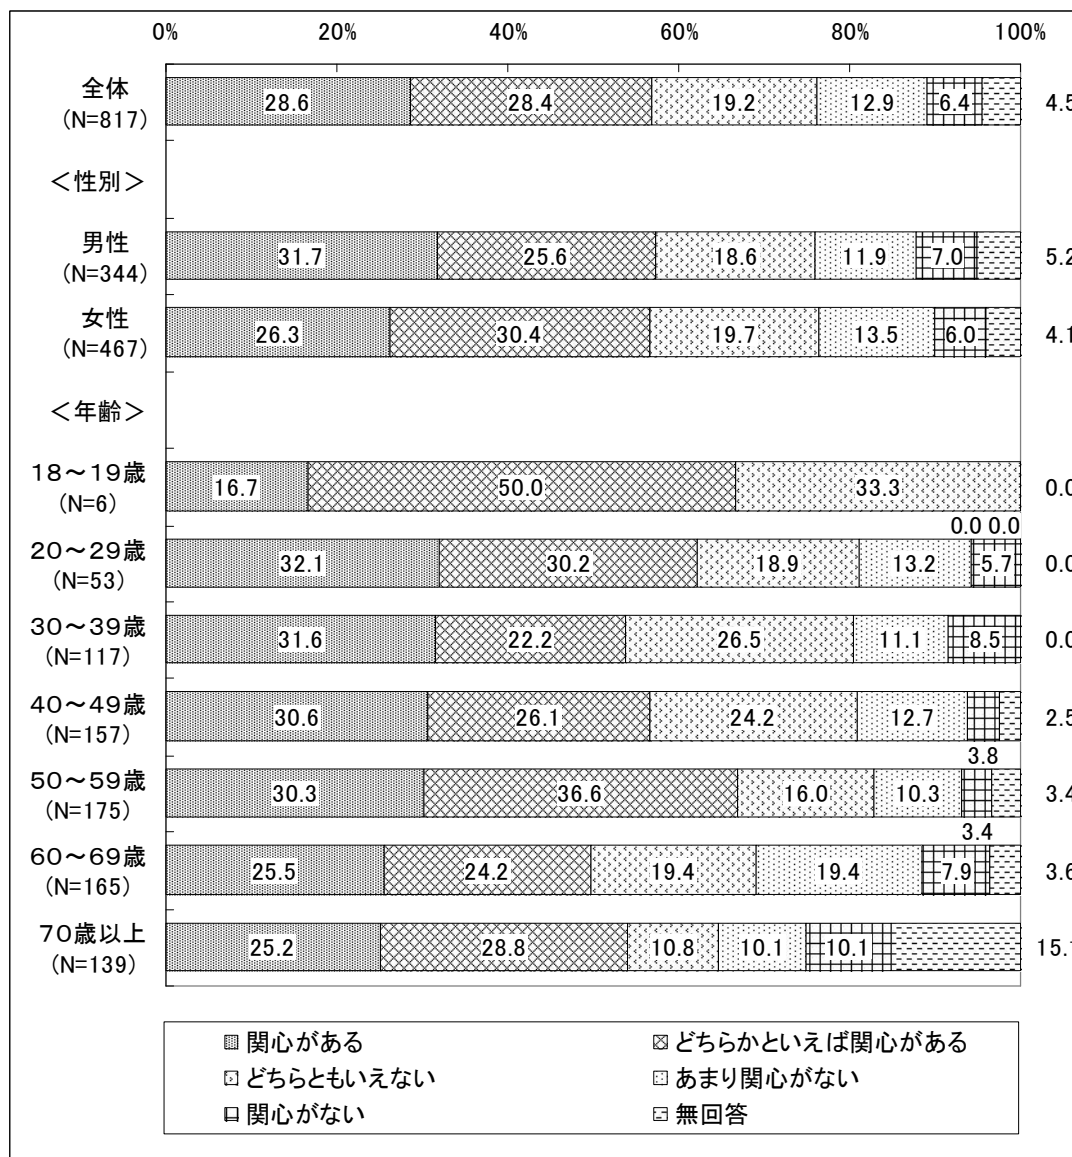 0% 20% 40% 60% 80% 100%
全体 28.6 28.4 19.2 12.9 6.4 4.5
(N=817)
＜性別＞
男性 31.7 25.6 18.6 11.9 7.0 5.2
(N=344)
女性 26.3 30.4 19.7 13.5 6.0 4.1
(N=467)
＜年齢＞
18～19歳 16.7 50.0 33.3 0.0
(N=6)
0.0 0.0
20～29歳 32.1 30.2 18.9 13.2 5.7 0.0
(N=53)
30～39歳 31.6 22.2 26.5 11.1 8.5 0.0
(N=117)
40～49歳 30.6 26.1 24.2 12.7 2.5
(N=157)
3.8
50～59歳 30.3 36.6 16.0 10.3 3.4
(N=175)
3.4
60～69歳 25.5 24.2 19.4 19.4 7.9 3.6
(N=165)
70歳以上 25.2 28.8 10.8 10.1 10.1 15.
(N=139)
関心がある どちらかといえば関心がある
どちらともいえない あまり関心がない
関心がない 無回答